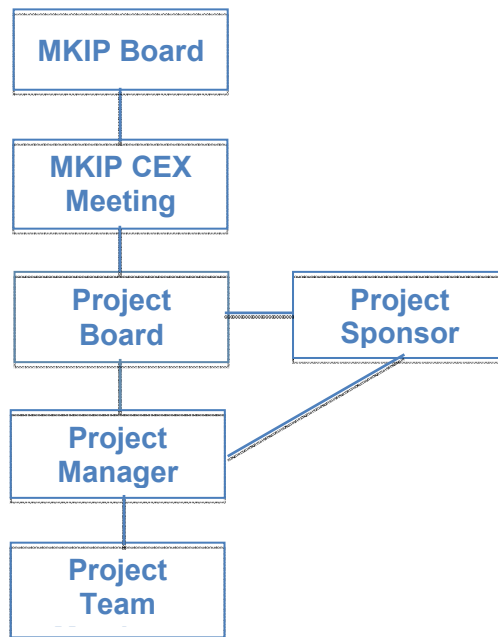 MKIP Board
MKIP CEX
Meeting
Project
Board
Project
Sponsor
Project
Manager
Project
Team